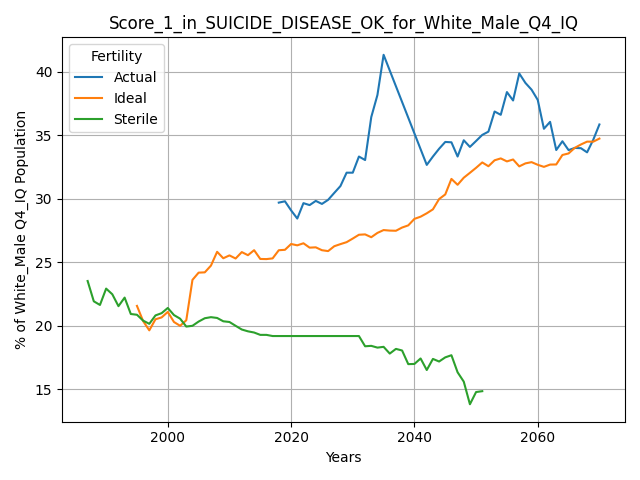 Score_1_in_SUICIDE_DISEASE_OK_for_White_Male_Q4_IQ
Fertility
Actual
Ideal
Sterile
% of White_Male Q4_IQ Population
40
35
30
25
20
15
2000
2020
2040
2060
Years